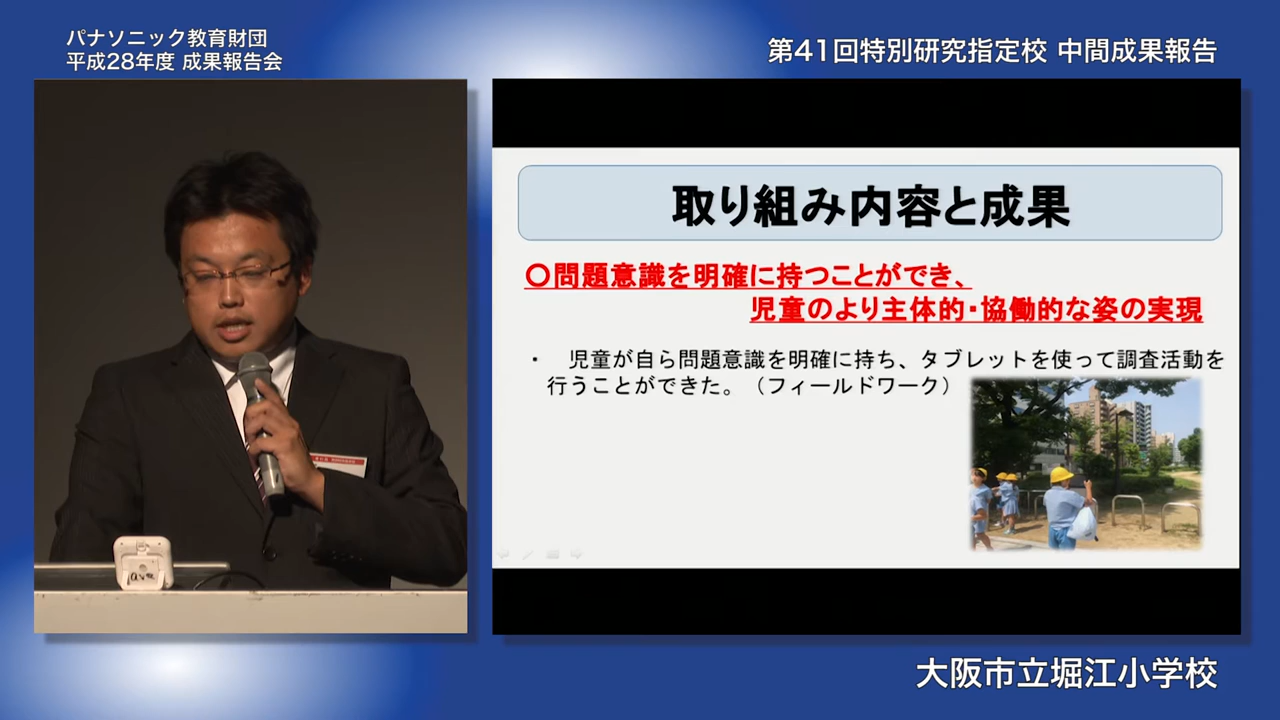 パナソニック教育財団
平成28年度 成果報告会
第41回特別研究指定校 中間成果報告
取り組み内容と成果
〇問題意識を明確に持つことができ、
児童のより主体的・協働的な姿の実現
・ 児童が自ら問題意識を明確に持ち、タブレットを使って調査活動を
行うことができた。（フィールドワーク）
大阪市立堀江小学校